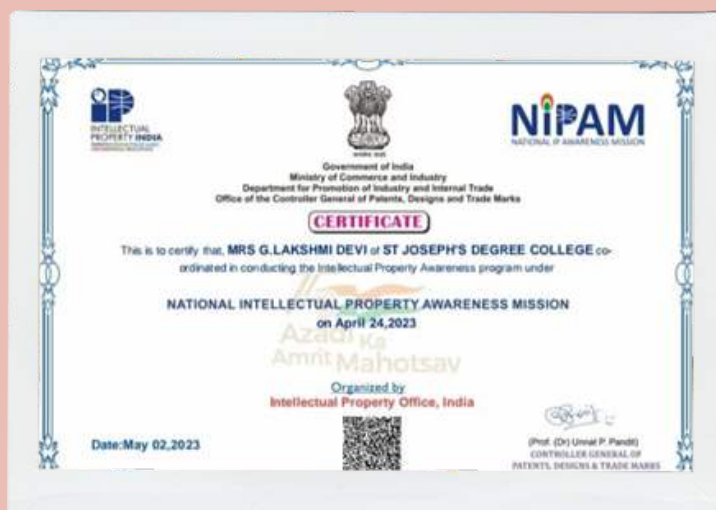 INTELLECTUAL
PROPERTY INDIA
NiPAM
NATIONAL IP AWARENESS MISSION
Government of India
Ministry of Commerce and Industry
Department for Promotion of Industry and Internal Trade
Office of the Controller General of Patents, Designs and Trade Marks
CERTIFICATE
This is to certify that, MRS G.LAKSHMI DEVI of ST JOSEPH'S DEGREE COLLEGE co-
ordinated in conducting the Intellectual Property Awareness program under
NATIONAL INTELLECTUAL PROPERTY AWARENESS MISSION
on April 24,2023
Azadi Ka
Amrit Mahotsav
Organized by
Intellectual Property Office, India
Date:May 02,2023
(Prof. (Dr) Unnat P. Pandit)
CONTROLLER GENERAL OF
PATENTS, DESIGNS & TRADE MARKS